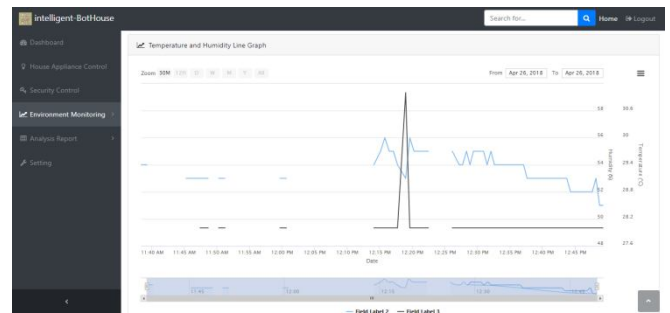 intelligent-BotHouse
Search for...
Home
Logout
Dashboard
House Appliance Control
Security Control
Environment Monitoring
Analysis Report
Setting
Temperature and Humidity Line Graph
Zoom 30M
From Apr 26, 2018 To Apr 26, 2018
58 30.6
56 30
54 29.4
50 28.2
48 27.6
Humidity (%)
Temperature (°C)
11:40 AM 11:45 AM 11:50 AM 11:55 AM 12:00 PM 12:05 PM 12:10 PM 12:15 PM 12:20 PM 12:25 PM 12:30 PM 12:35 PM 12:40 PM 12:45 PM
Date
Field Label 2 Field Label 3